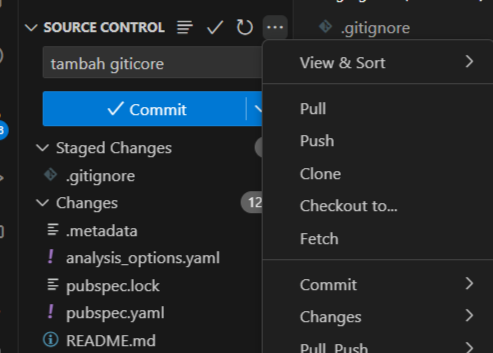 SOURCE CONTROL
.gitignore
tambah giticore
Commit
Staged Changes
.gitignore
Changes
12
.metadata
! analysis_options.yaml
pubspec.lock
! pubspec.yaml
README.md
View & Sort
Pull
Push
Clone
Checkout to...
Fetch
Commit
Changes
Pull, Push